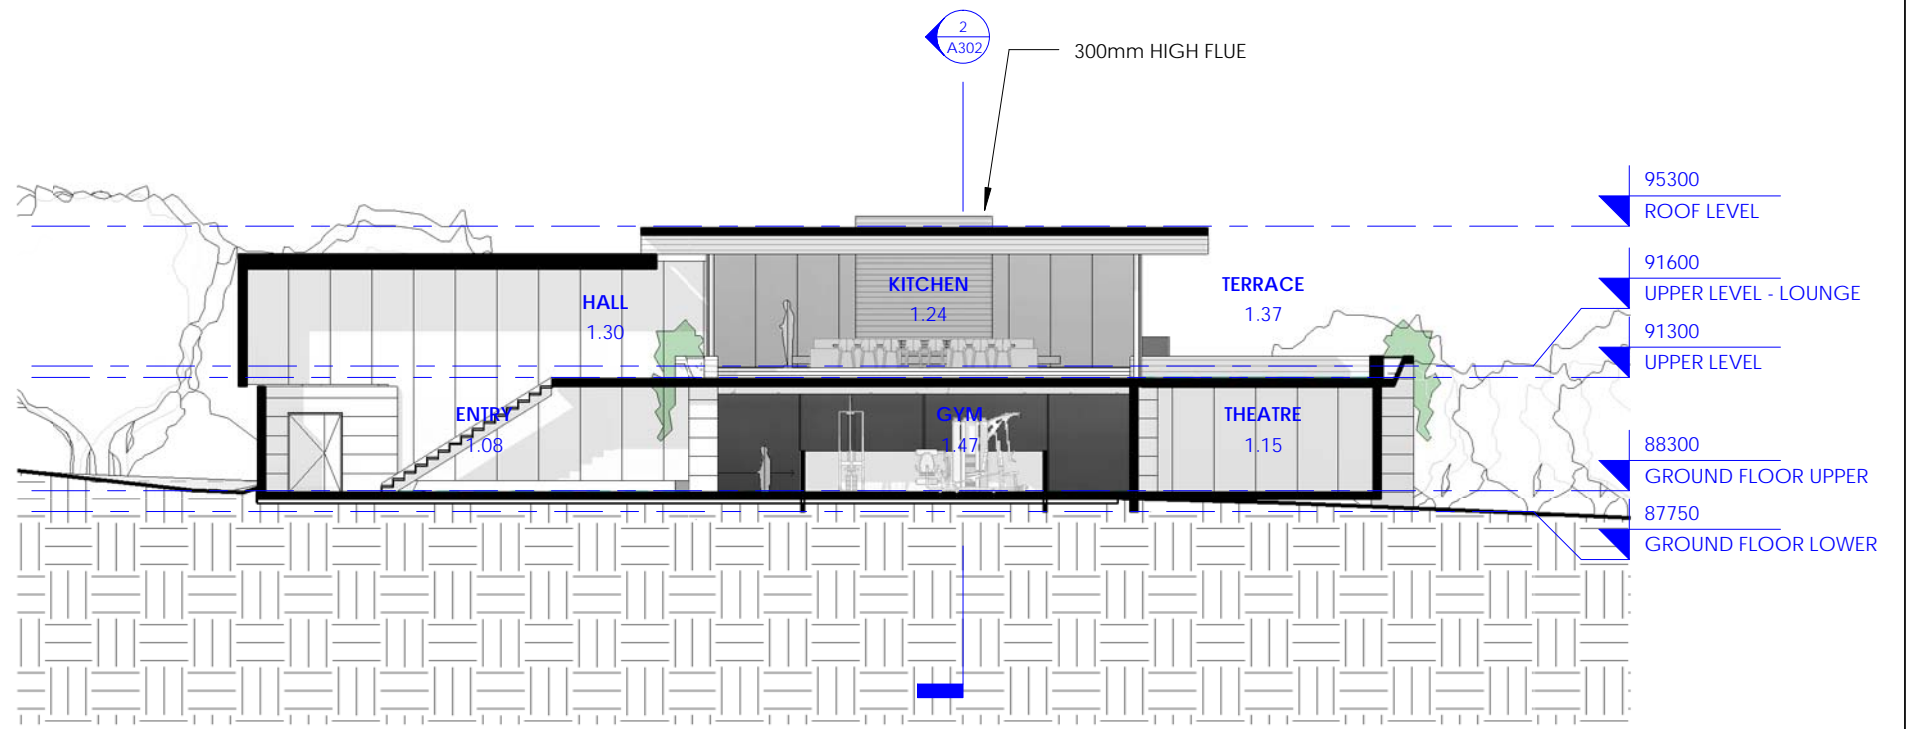 2
A302
300mm HIGH FLUE
95300
ROOF LEVEL
91600
UPPER LEVEL - LOUNGE
91300
UPPER LEVEL
88300
GROUND FLOOR UPPER
87750
GROUND FLOOR LOWER
HALL
1.30
KITCHEN
1.24
TERRACE
1.37
ENTRY
1.08
GYM
1.47
THEATRE
1.15